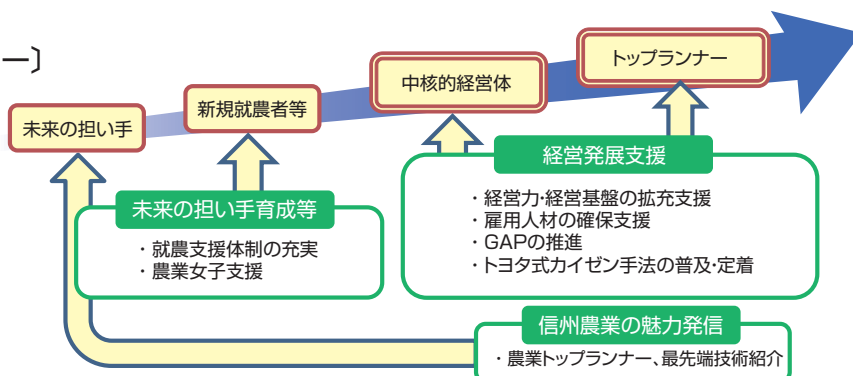 ー〕
トップランナー
中核的経営体
新規就農者等
未来の担い手
経営発展支援
・経営力・経営基盤の拡充支援
・雇用人材の確保支援
・GAPの推進
・トヨタ式カイゼン手法の普及・定着
未来の担い手育成等
・就農支援体制の充実
・農業女子支援
信州農業の魅力発信
・農業トップランナー、最先端技術紹介